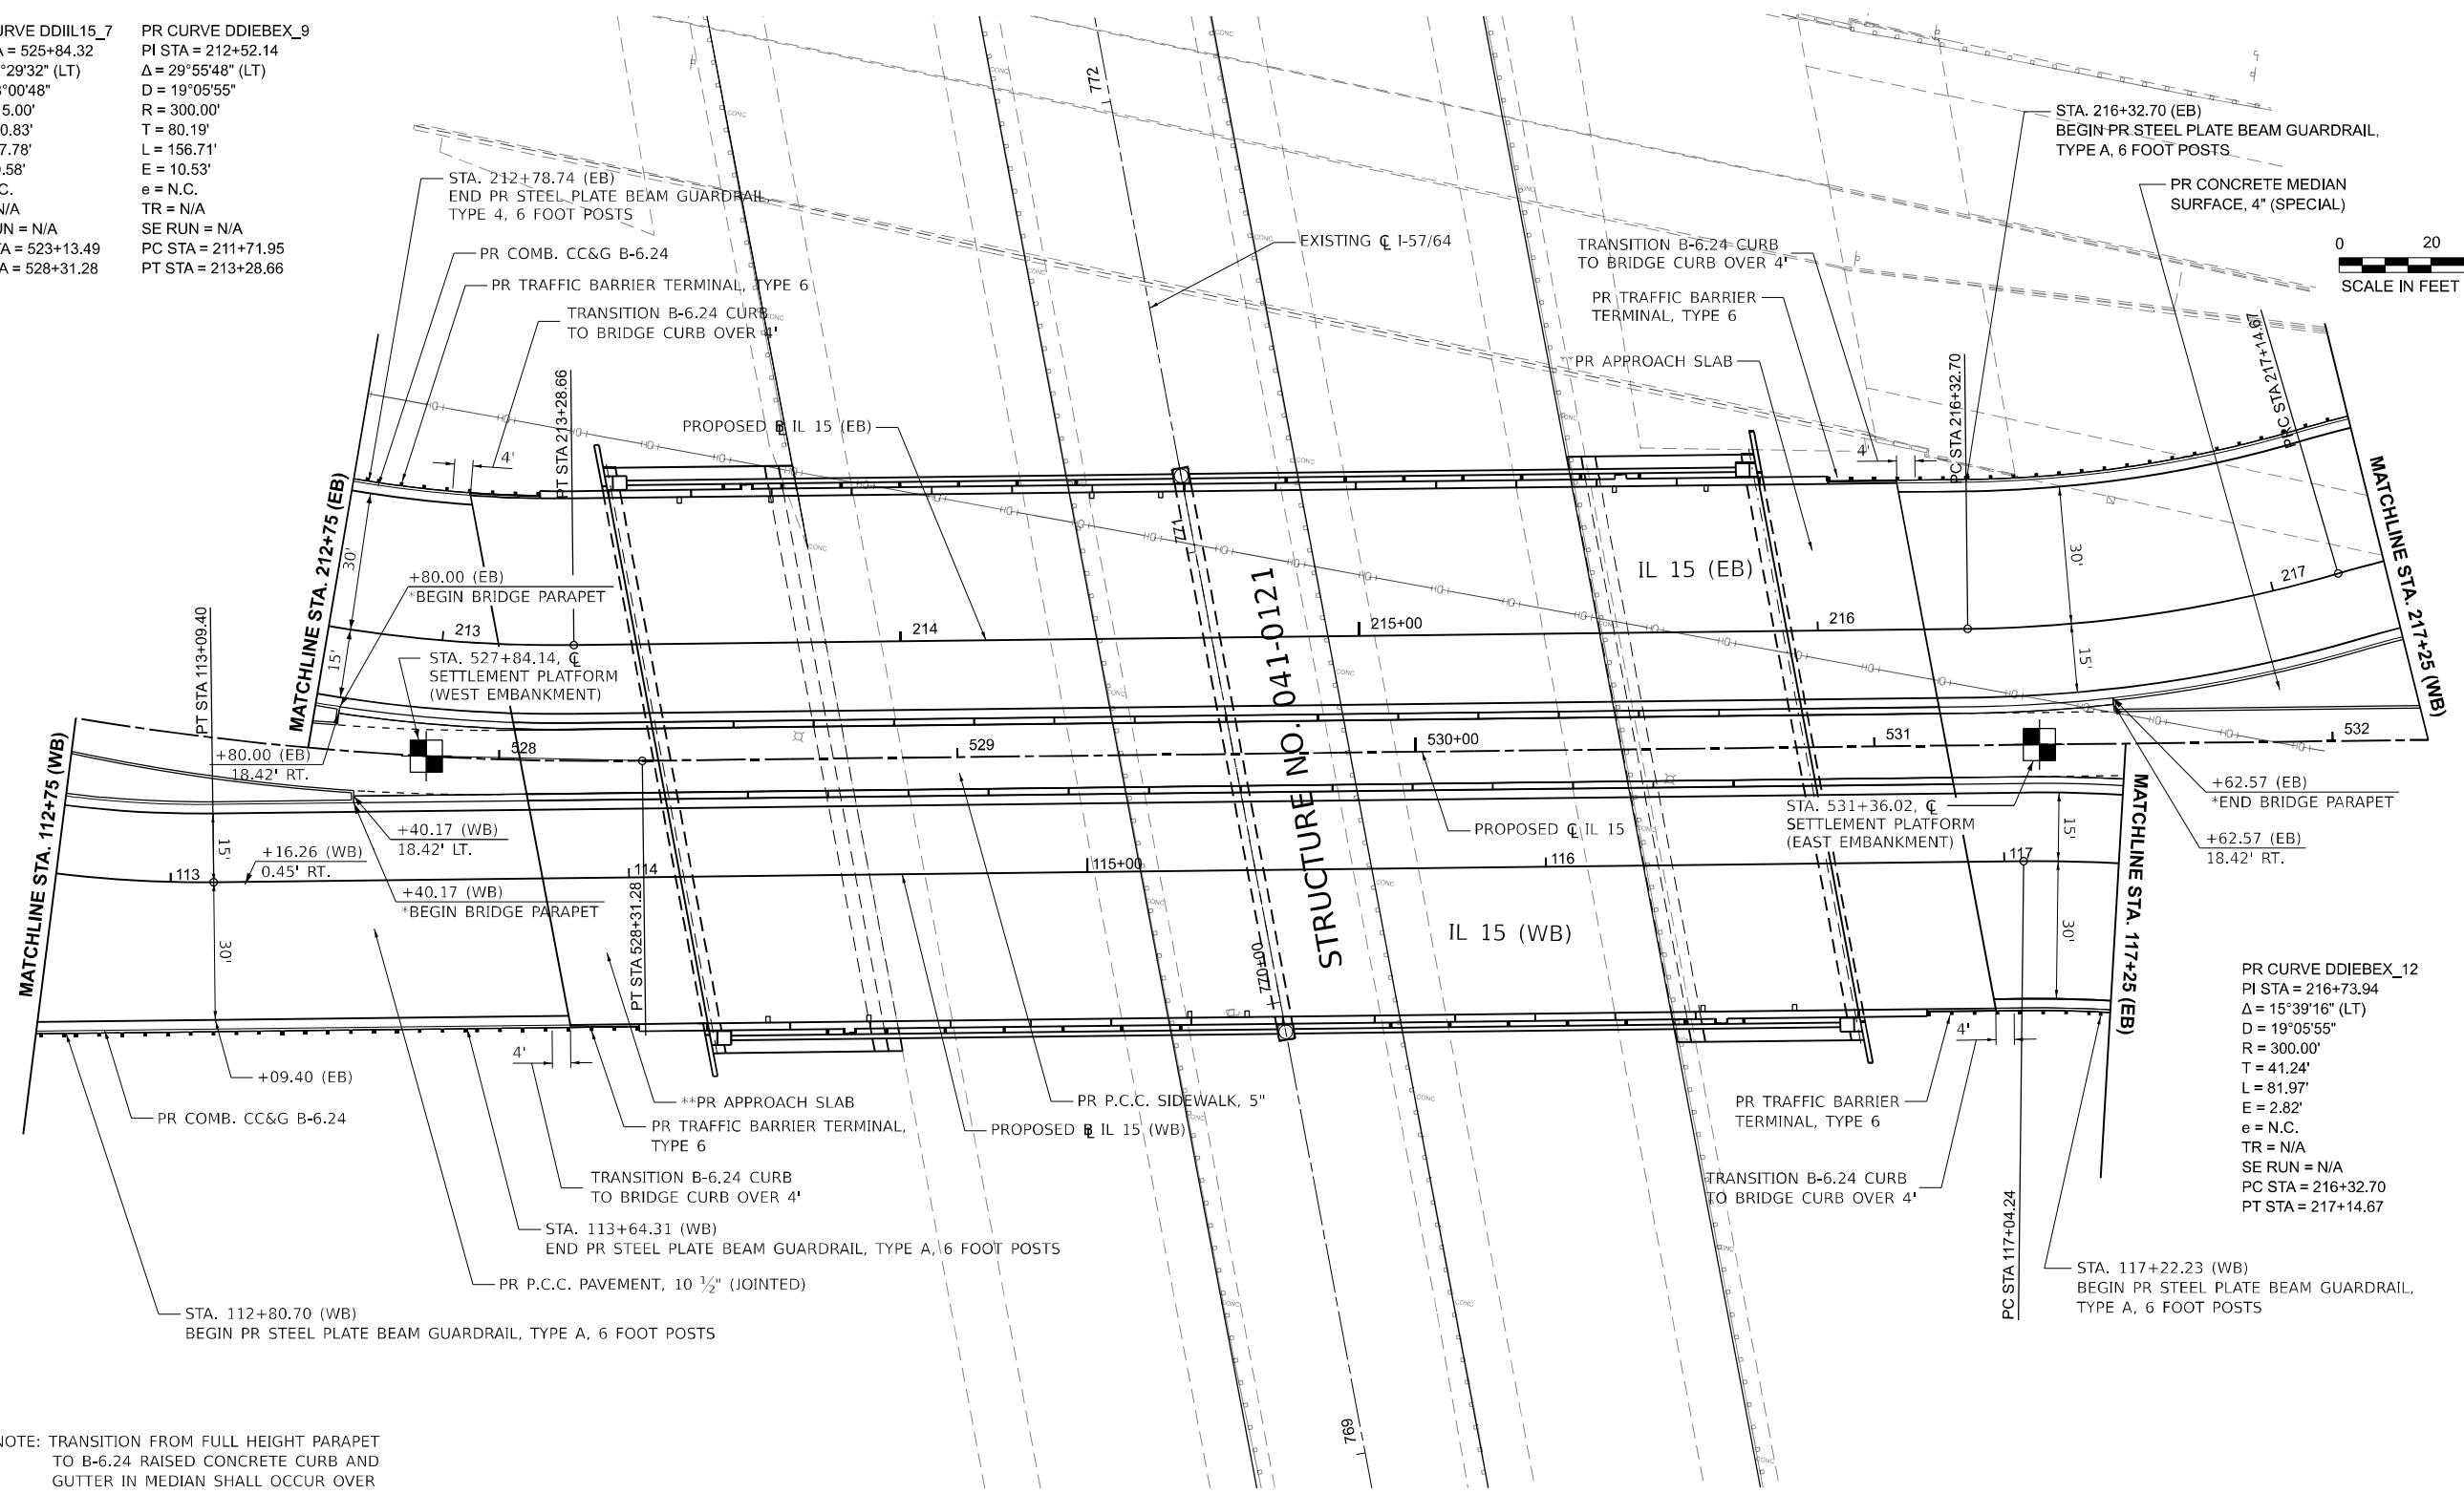 URVE DDIIL15_7
A = 525+84.32
°29'32" (LT)
°00'48"
5.00'
0.83'
7.78'
.58'
C.
N/A
UN = N/A
TA = 523+13.49
A = 528+31.28
PR CURVE DDIEBEX_9
PI STA = 212+52.14
Δ = 29°55'48" (LT)
D = 19°05'55"
R = 300.00'
T = 80.19'
L = 156.71'
E = 10.53'
e = N.C.
TR = N/A
SE RUN = N/A
PC STA = 211+71.95
PT STA = 213+28.66
STA. 212+78.74 (EB)
END PR STEEL PLATE BEAM GUARDRAIL,
TYPE 4, 6 FOOT POSTS
PR COMB. CC&G B-6.24
PR TRAFFIC BARRIER TERMINAL, TYPE 6
TRANSITION B-6.24 CURB
TO BRIDGE CURB OVER 4'
772
EXISTING ℄ I-57/64
TRANSITION B-6.24 CURB
TO BRIDGE CURB OVER 4'
PR TRAFFIC BARRIER
TERMINAL, TYPE 6
**PR APPROACH SLAB
STA. 216+32.70 (EB)
BEGIN PR STEEL PLATE BEAM GUARDRAIL,
TYPE A, 6 FOOT POSTS
PR CONCRETE MEDIAN
SURFACE, 4" (SPECIAL)
0 20
SCALE IN FEET
PROPOSED ⅊ IL 15 (EB)
PT STA 213+28.66
PC STA 216+32.70
PRC STA 217+14.67
4'
4'
MATCHLINE STA. 212+75 (EB)
MATCHLINE STA. 217+25 (WB)
30'
15'
+80.00 (EB)
*BEGIN BRIDGE PARAPET
771
IL 15 (EB)
30'
15'
213
214
215+00
216
217
PT STA 113+09.40
STA. 527+84.14, ℄
SETTLEMENT PLATFORM
(WEST EMBANKMENT)
STRUCTURE NO. 041-0121
+80.00 (EB)
18.42' RT.
528
529
530+00
531
532
MATCHLINE STA. 112+75 (WB)
MATCHLINE STA. 117+25 (EB)
+62.57 (EB)
*END BRIDGE PARAPET
+62.57 (EB)
18.42' RT.
+40.17 (WB)
18.42' LT.
PROPOSED ℄ IL 15
STA. 531+36.02, ℄
SETTLEMENT PLATFORM
(EAST EMBANKMENT)
15'
15'
+16.26 (WB)
0.45' RT.
+40.17 (WB)
*BEGIN BRIDGE PARAPET
113
114
115+00
116
117
30'
30'
IL 15 (WB)
PT STA 528+31.28
770+00
PR CURVE DDIEBEX_12
PI STA = 216+73.94
Δ = 15°39'16" (LT)
D = 19°05'55"
R = 300.00'
T = 41.24'
L = 81.97'
E = 2.82'
e = N.C.
TR = N/A
SE RUN = N/A
PC STA = 216+32.70
PT STA = 217+14.67
4'
4'
+09.40 (EB)
PR COMB. CC&G B-6.24
**PR APPROACH SLAB
PR TRAFFIC BARRIER TERMINAL,
TYPE 6
PR P.C.C. SIDEWALK, 5"
PROPOSED ⅊ IL 15 (WB)
PR TRAFFIC BARRIER
TERMINAL, TYPE 6
TRANSITION B-6.24 CURB
TO BRIDGE CURB OVER 4'
TRANSITION B-6.24 CURB
TO BRIDGE CURB OVER 4'
PC STA 117+04.24
STA. 113+64.31 (WB)
END PR STEEL PLATE BEAM GUARDRAIL, TYPE A, 6 FOOT POSTS
PR P.C.C. PAVEMENT, 10 ½" (JOINTED)
STA. 117+22.23 (WB)
BEGIN PR STEEL PLATE BEAM GUARDRAIL,
TYPE A, 6 FOOT POSTS
STA. 112+80.70 (WB)
BEGIN PR STEEL PLATE BEAM GUARDRAIL, TYPE A, 6 FOOT POSTS
769
NOTE: TRANSITION FROM FULL HEIGHT PARAPET
TO B-6.24 RAISED CONCRETE CURB AND
GUTTER IN MEDIAN SHALL OCCUR OVER